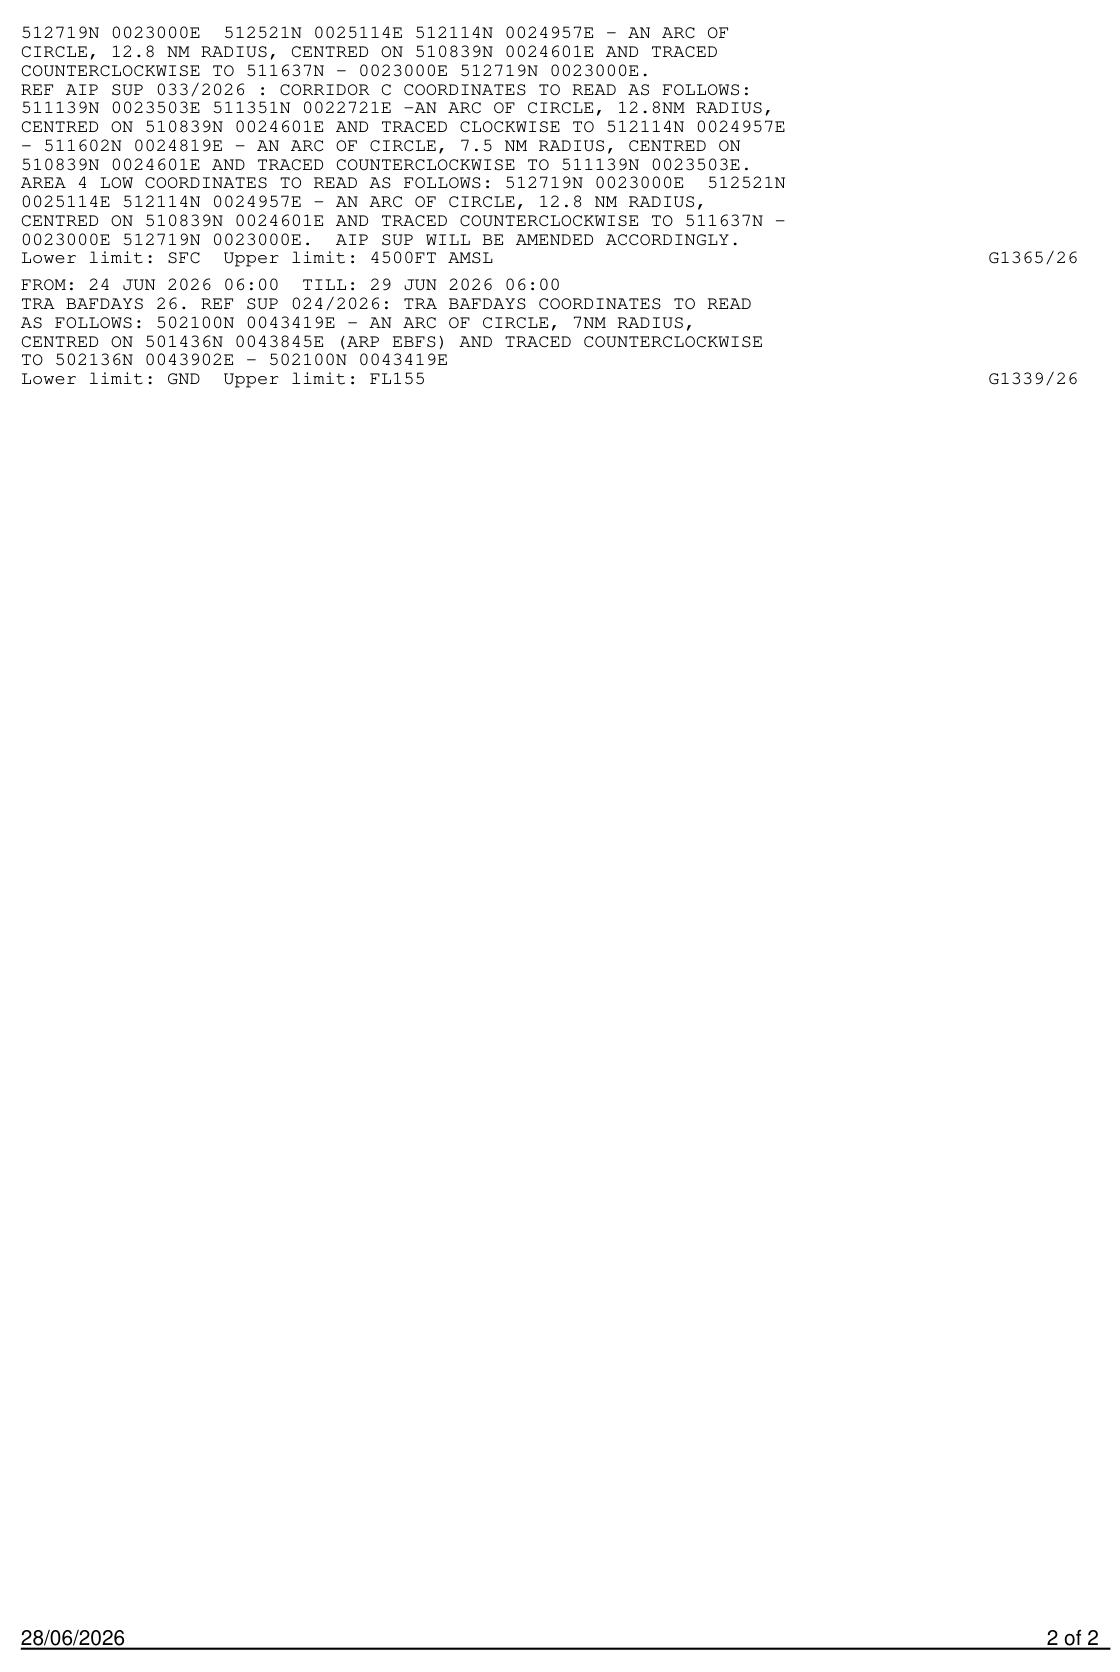 512719N 0023000E  512521N 0025114E 512114N 0024957E - AN ARC OF
CIRCLE, 12.8 NM RADIUS, CENTRED ON 510839N 0024601E AND TRACED
COUNTERCLOCKWISE TO 511637N - 0023000E 512719N 0023000E.
REF AIP SUP 033/2026 : CORRIDOR C COORDINATES TO READ AS FOLLOWS:
511139N 0023503E 511351N 0022721E -AN ARC OF CIRCLE, 12.8NM RADIUS,
CENTRED ON 510839N 0024601E AND TRACED CLOCKWISE TO 512114N 0024957E
- 511602N 0024819E - AN ARC OF CIRCLE, 7.5 NM RADIUS, CENTRED ON
510839N 0024601E AND TRACED COUNTERCLOCKWISE TO 511139N 0023503E.
AREA 4 LOW COORDINATES TO READ AS FOLLOWS: 512719N 0023000E  512521N
0025114E 512114N 0024957E - AN ARC OF CIRCLE, 12.8 NM RADIUS,
CENTRED ON 510839N 0024601E AND TRACED COUNTERCLOCKWISE TO 511637N -
0023000E 512719N 0023000E.  AIP SUP WILL BE AMENDED ACCORDINGLY.
Lower limit: SFC  Upper limit: 4500FT AMSL G1365/26
FROM: 24 JUN 2026 06:00  TILL: 29 JUN 2026 06:00
TRA BAFDAYS 26. REF SUP 024/2026: TRA BAFDAYS COORDINATES TO READ
AS FOLLOWS: 502100N 0043419E - AN ARC OF CIRCLE, 7NM RADIUS,
CENTRED ON 501436N 0043845E (ARP EBFS) AND TRACED COUNTERCLOCKWISE
TO 502136N 0043902E - 502100N 0043419E
Lower limit: GND  Upper limit: FL155 G1339/26
28/06/2026 2 of 2